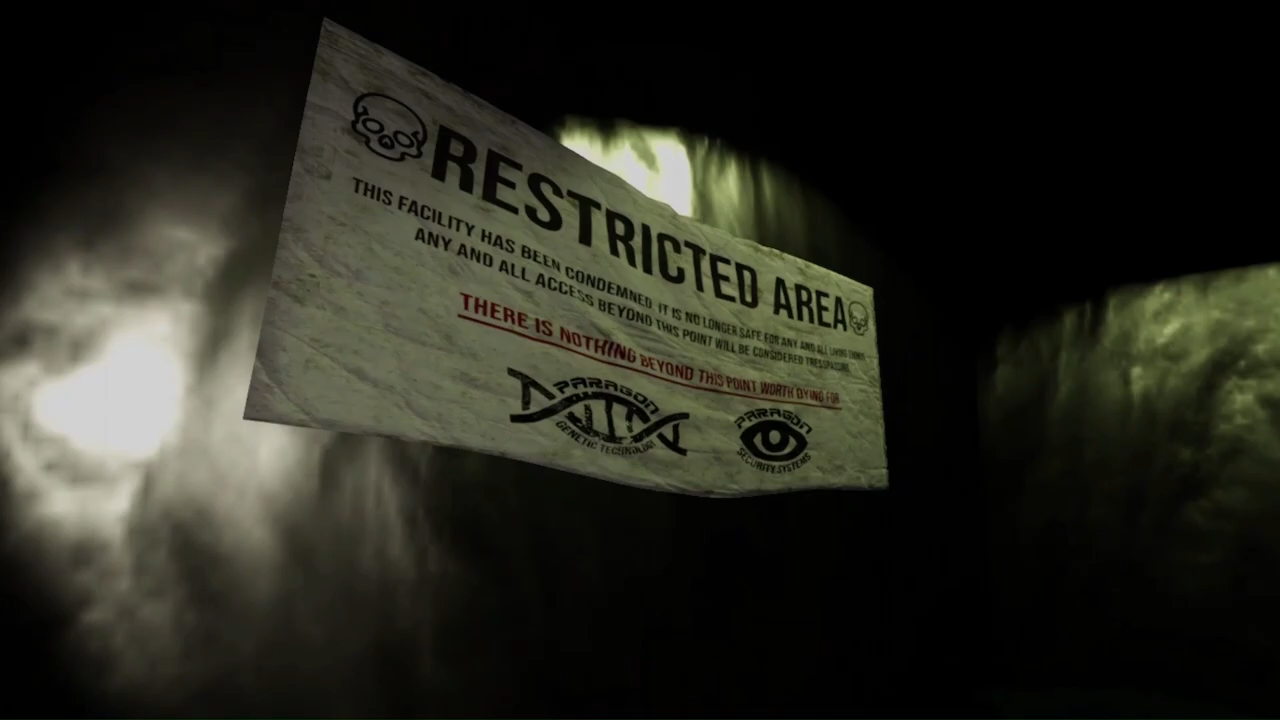 RESTRICTED AREA
THIS FACILITY HAS BEEN CONDEMNED. IT IS NO LONGER SAFE FOR ANY AND ALL LIVING THINGS.
ANY AND ALL ACCESS BEYOND THIS POINT WILL BE CONSIDERED TRESSPASSING.
THERE IS NOTHING BEYOND THIS POINT WORTH DYING FOR
PARAGON
GENETIC TECHNOLOGY
PARAGON
SECURITY SYSTEMS